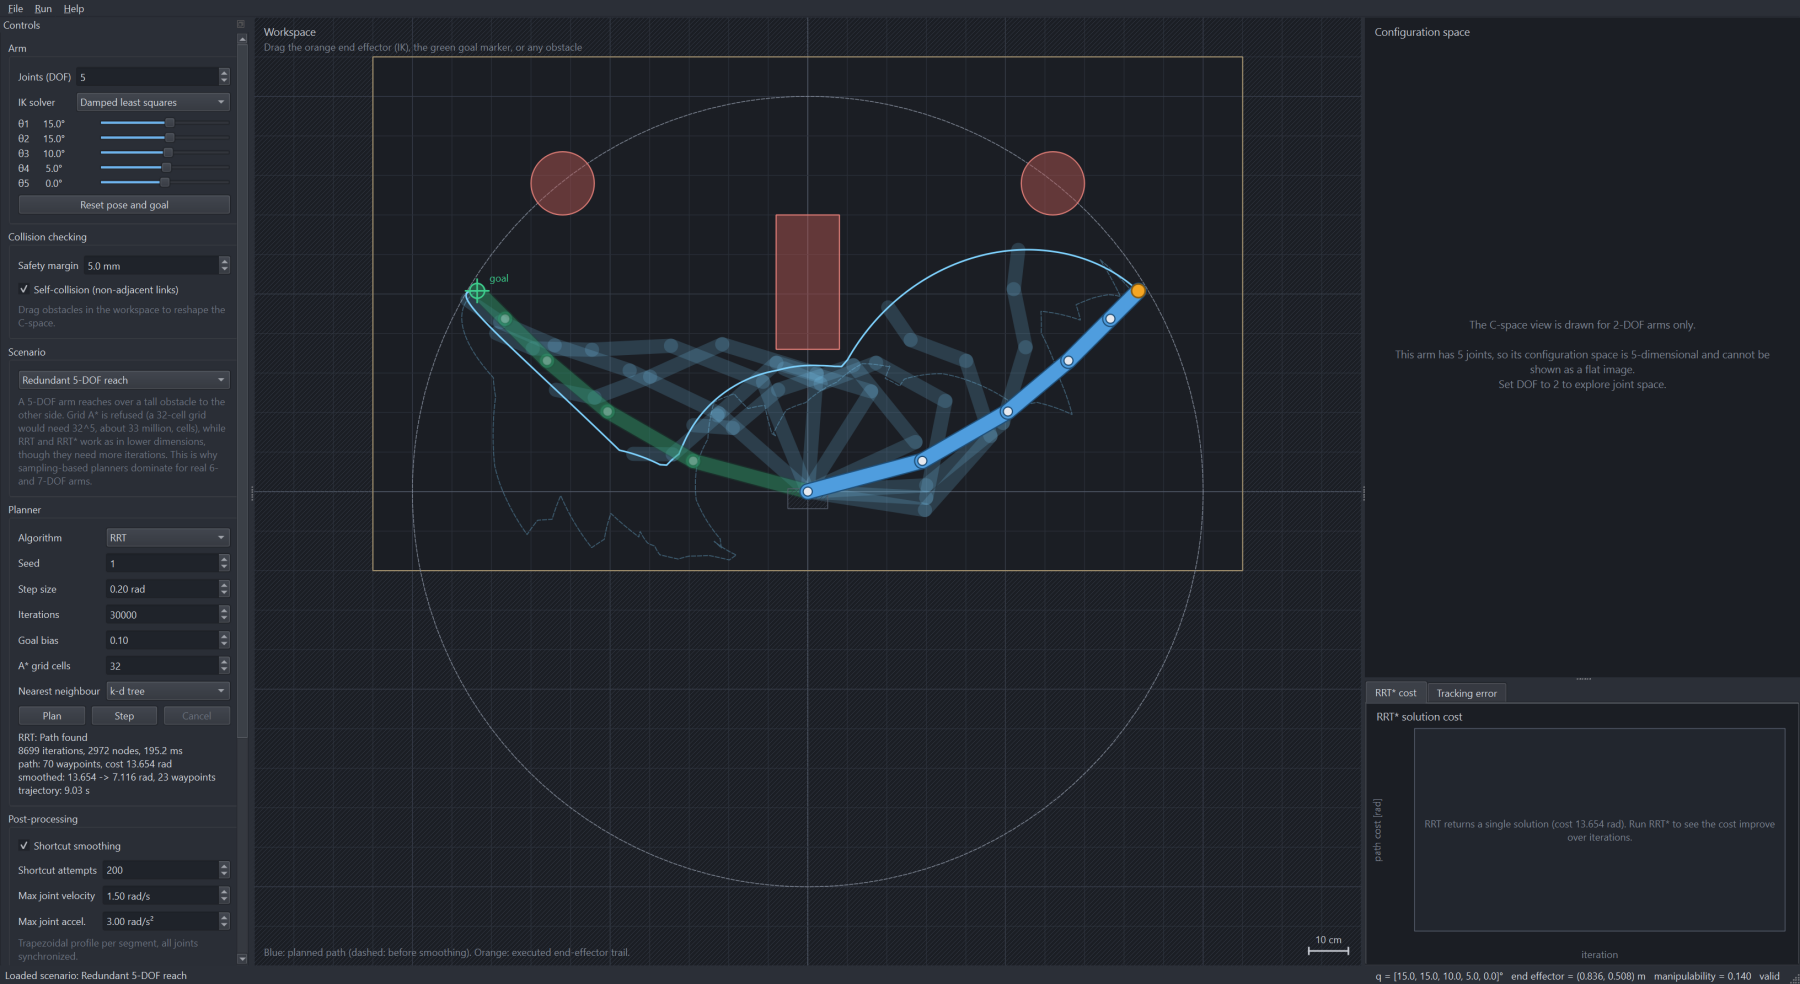 File Run Help
Controls
Arm
Joints (DOF) 5
IK solver Damped least squares
θ1 15.0°
θ2 15.0°
θ3 10.0°
θ4 5.0°
θ5 0.0°
Reset pose and goal
Collision checking
Safety margin 5.0 mm
Self-collision (non-adjacent links)
Drag obstacles in the workspace to reshape the
C-space.
Scenario
Redundant 5-DOF reach
A 5-DOF arm reaches over a tall obstacle to the
other side. Grid A* is refused (a 32-cell grid
would need 32^5, about 33 million, cells), while
RRT and RRT* work as in lower dimensions,
though they need more iterations. This is why
sampling-based planners dominate for real 6-
and 7-DOF arms.
Planner
Algorithm RRT
Seed 1
Step size 0.20 rad
Iterations 30000
Goal bias 0.10
A* grid cells 32
Nearest neighbour k-d tree
Plan Step Cancel
RRT: Path found
8699 iterations, 2972 nodes, 195.2 ms
path: 70 waypoints, cost 13.654 rad
smoothed: 13.654 -> 7.116 rad, 23 waypoints
trajectory: 9.03 s
Post-processing
Shortcut smoothing
Shortcut attempts 200
Max joint velocity 1.50 rad/s
Max joint accel. 3.00 rad/s²
Trapezoidal profile per segment, all joints
synchronized.
Loaded scenario: Redundant 5-DOF reach
Workspace
Drag the orange end effector (IK), the green goal marker, or any obstacle
goal
10 cm
Blue: planned path (dashed: before smoothing). Orange: executed end-effector trail.
Configuration space
The C-space view is drawn for 2-DOF arms only.
This arm has 5 joints, so its configuration space is 5-dimensional and cannot be
shown as a flat image.
Set DOF to 2 to explore joint space.
RRT* cost Tracking error
RRT* solution cost
path cost [rad]
RRT returns a single solution (cost 13.654 rad). Run RRT* to see the cost improve
over iterations.
iteration
q = [15.0, 15.0, 10.0, 5.0, 0.0]° end effector = (0.836, 0.508) m manipulability = 0.140 valid